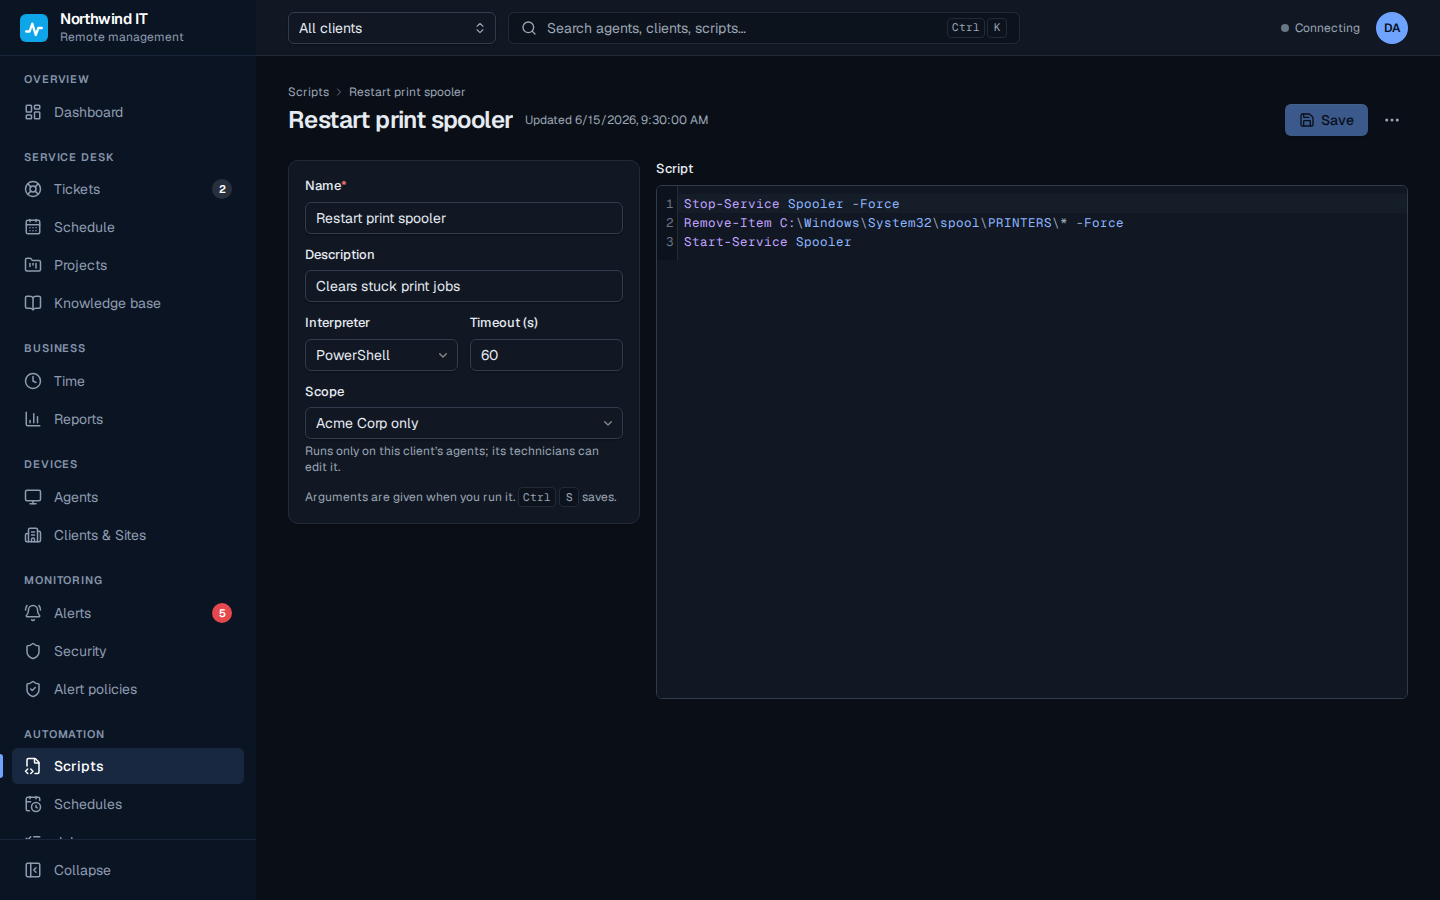 Northwind IT
Remote management
All clients
Search agents, clients, scripts...
Ctrl K
Connecting
DA
OVERVIEW
Dashboard
SERVICE DESK
Tickets 2
Schedule
Projects
Knowledge base
BUSINESS
Time
Reports
DEVICES
Agents
Clients & Sites
MONITORING
Alerts 5
Security
Alert policies
AUTOMATION
Scripts
Schedules
Collapse
Scripts > Restart print spooler
Restart print spooler Updated 6/15/2026, 9:30:00 AM
Save
Name*
Restart print spooler
Description
Clears stuck print jobs
Interpreter Timeout (s)
PowerShell 60
Scope
Acme Corp only
Runs only on this client's agents; its technicians can
edit it.
Arguments are given when you run it. Ctrl S saves.
Script
1 Stop-Service Spooler -Force
2 Remove-Item C:\Windows\System32\spool\PRINTERS\* -Force
3 Start-Service Spooler